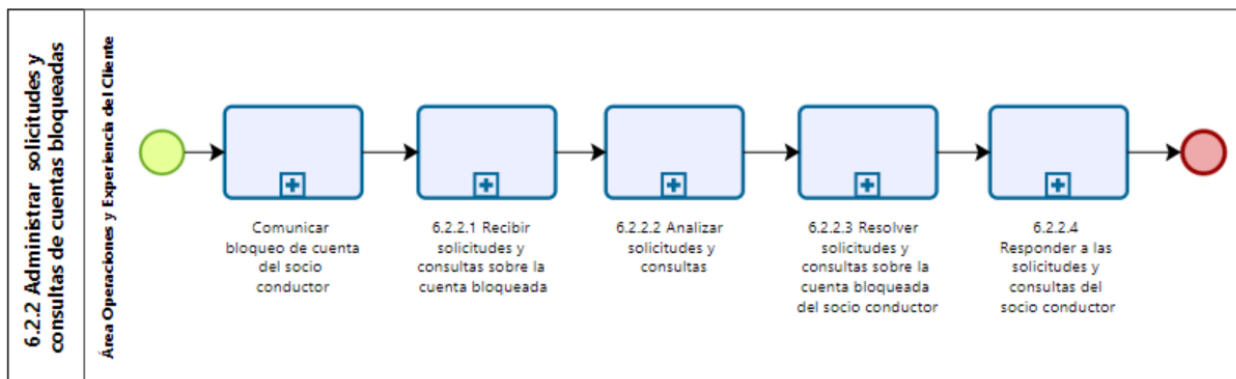 6.2.2 Administrar solicitudes y
consultas de cuentas bloqueadas
Área Operaciones y Experiencia del Cliente
Comunicar
bloqueo de cuenta
del socio
conductor
6.2.2.1 Recibir
solicitudes y
consultas sobre la
cuenta bloqueada
6.2.2.2 Analizar
solicitudes y
consultas
6.2.2.3 Resolver
solicitudes y
consultas sobre la
cuenta bloqueada
del socio conductor
6.2.2.4
Responder a las
solicitudes y
consultas del
socio conductor